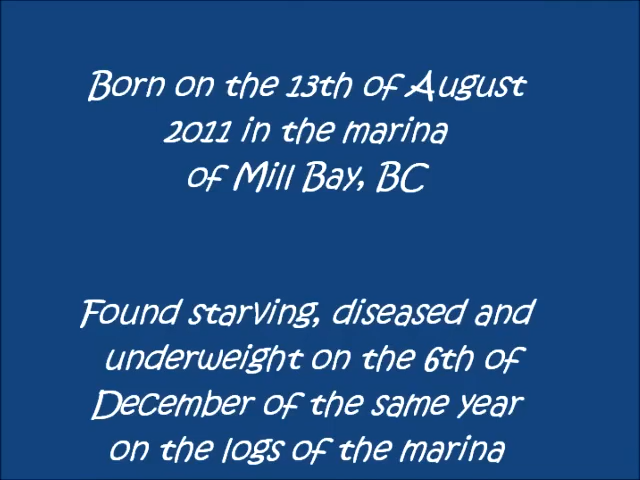 Born on the 13th of August
2011 in the marina
of Mill Bay, BC
Found starving, diseased and
underweight on the 6th of
December of the same year
on the logs of the marina